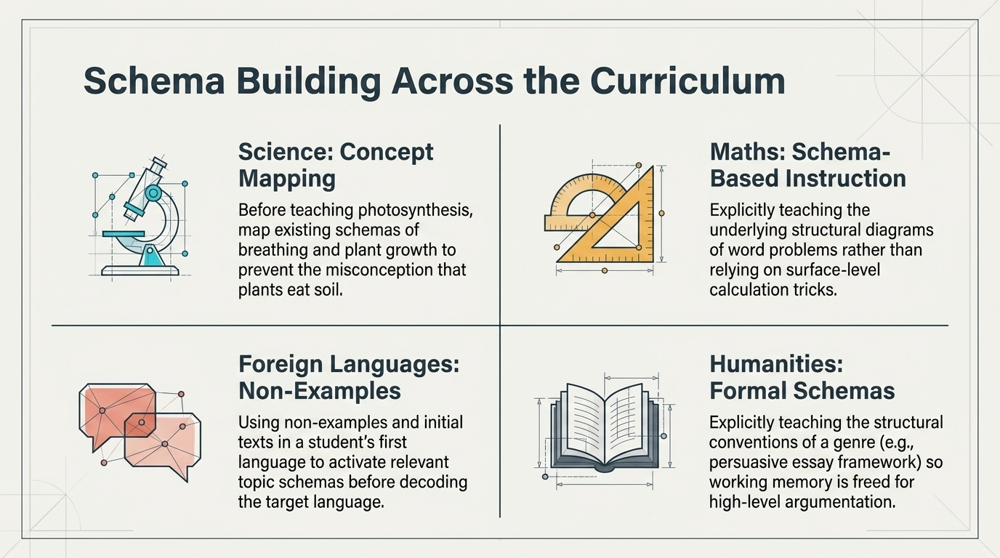 Schema Building Across the Curriculum
Science: Concept
Mapping
Before teaching photosynthesis,
map existing schemas of
breathing and plant growth to
prevent the misconception that
plants eat soil.
Maths: Schema-
Based Instruction
Explicitly teaching the
underlying structural diagrams
of word problems rather than
relying on surface-level
calculation tricks.
Foreign Languages:
Non-Examples
Using non-examples and initial
texts in a student's first
language to activate relevant
topic schemas before decoding
the target language.
Humanities:
Formal Schemas
Explicitly teaching the structural
conventions of a genre (e.g.,
persuasive essay framework) so
working memory is freed for
high-level argumentation.